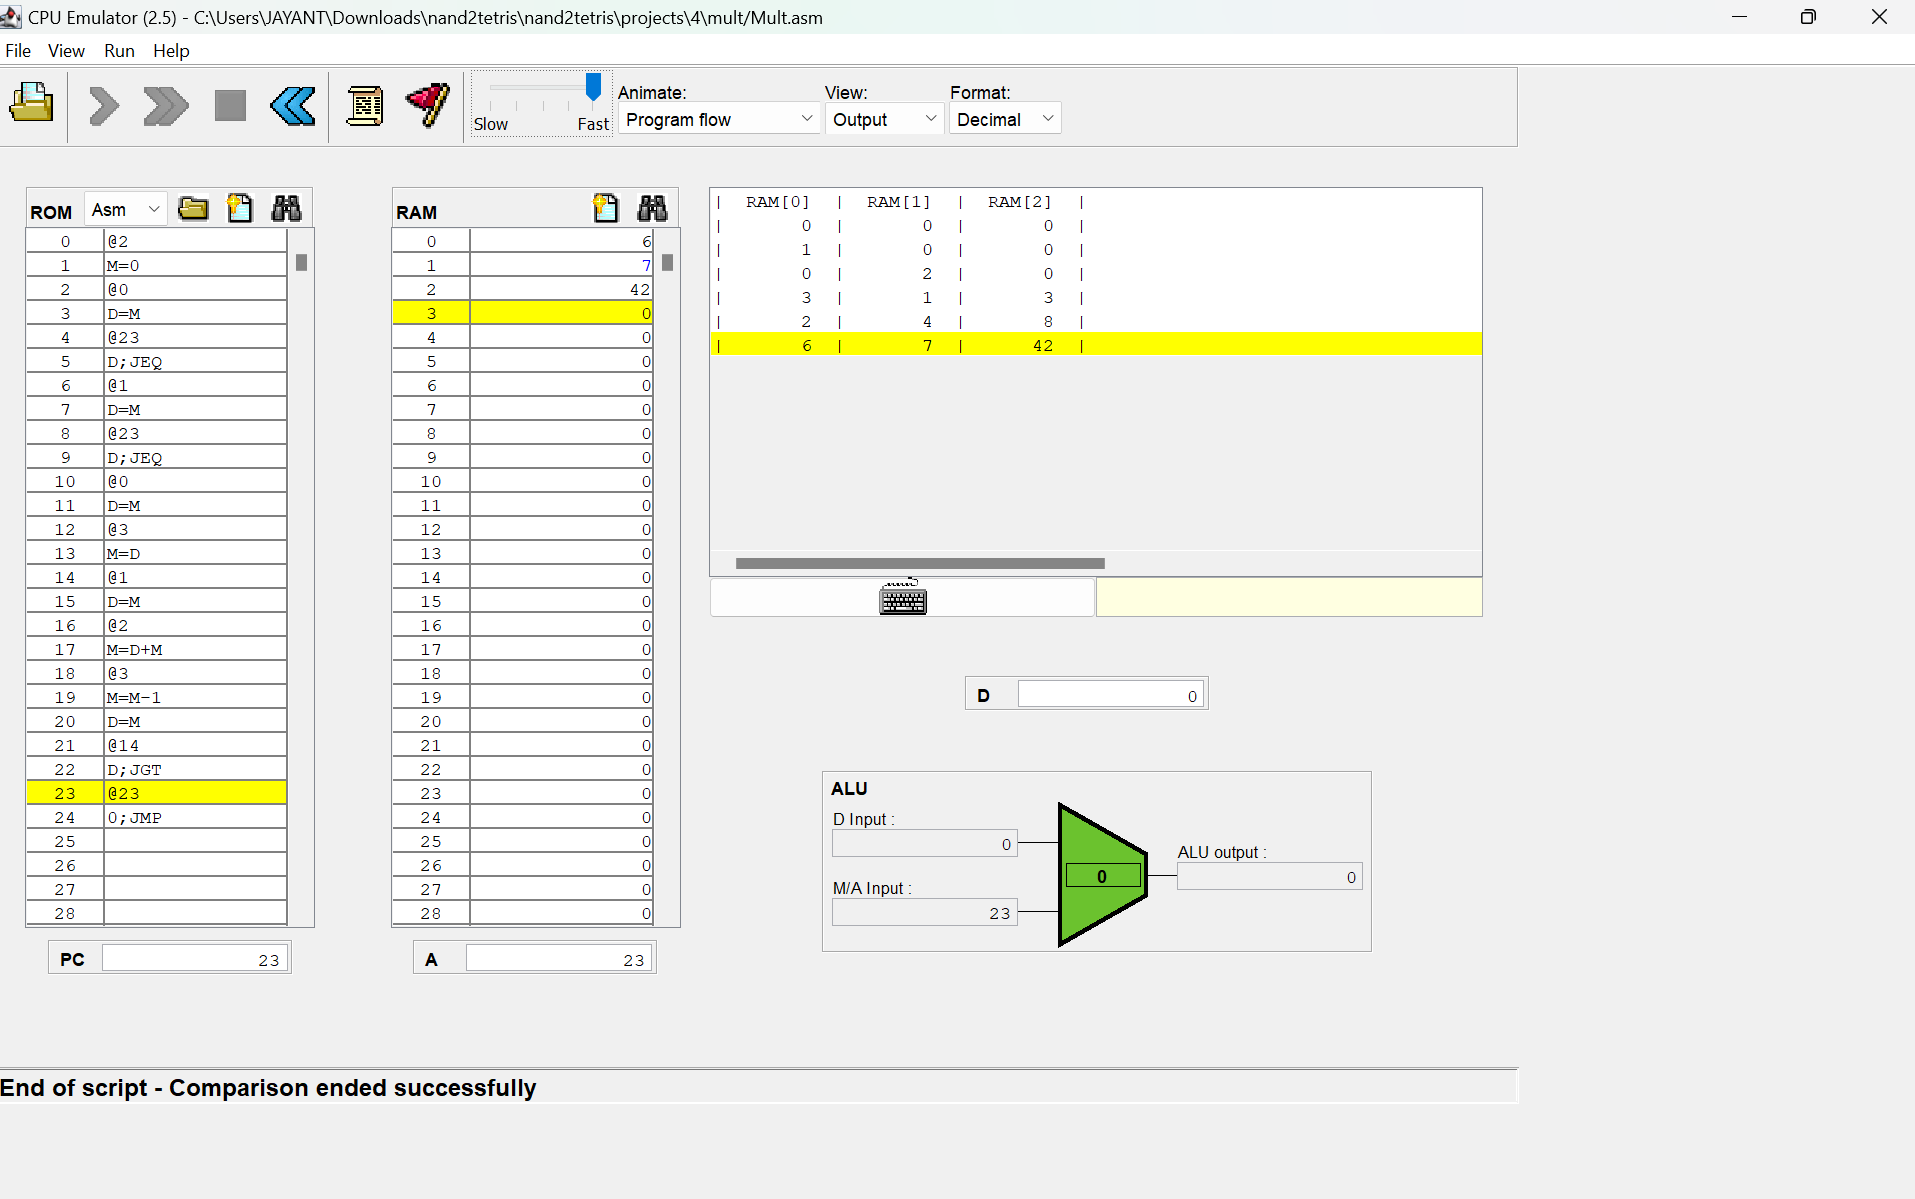 CPU Emulator (2.5) - C:\Users\JAYANT\Downloads\nand2tetris\nand2tetris\projects\4\mult/Mult.asm
File View Run Help
Slow Fast
Animate:
Program flow
View:
Output
Format:
Decimal
ROM Asm
0 @2
1 M=0
2 @0
3 D=M
4 @23
5 D;JEQ
6 @1
7 D=M
8 @23
9 D;JEQ
10 @0
11 D=M
12 @3
13 M=D
14 @1
15 D=M
16 @2
17 M=D+M
18 @3
19 M=M-1
20 D=M
21 @14
22 D;JGT
23 @23
24 0;JMP
25
26
27
28
PC 23
RAM
0 6
1 7
2 42
3 0
4 0
5 0
6 0
7 0
8 0
9 0
10 0
11 0
12 0
13 0
14 0
15 0
16 0
17 0
18 0
19 0
20 0
21 0
22 0
23 0
24 0
25 0
26 0
27 0
28 0
A 23
| RAM[0] | RAM[1] | RAM[2] |
| 0 | 0 | 0 |
| 1 | 0 | 0 |
| 0 | 2 | 0 |
| 3 | 1 | 3 |
| 2 | 4 | 8 |
| 6 | 7 | 42 |
D 0
ALU
D Input :
0
M/A Input :
23
0
ALU output :
0
End of script - Comparison ended successfully